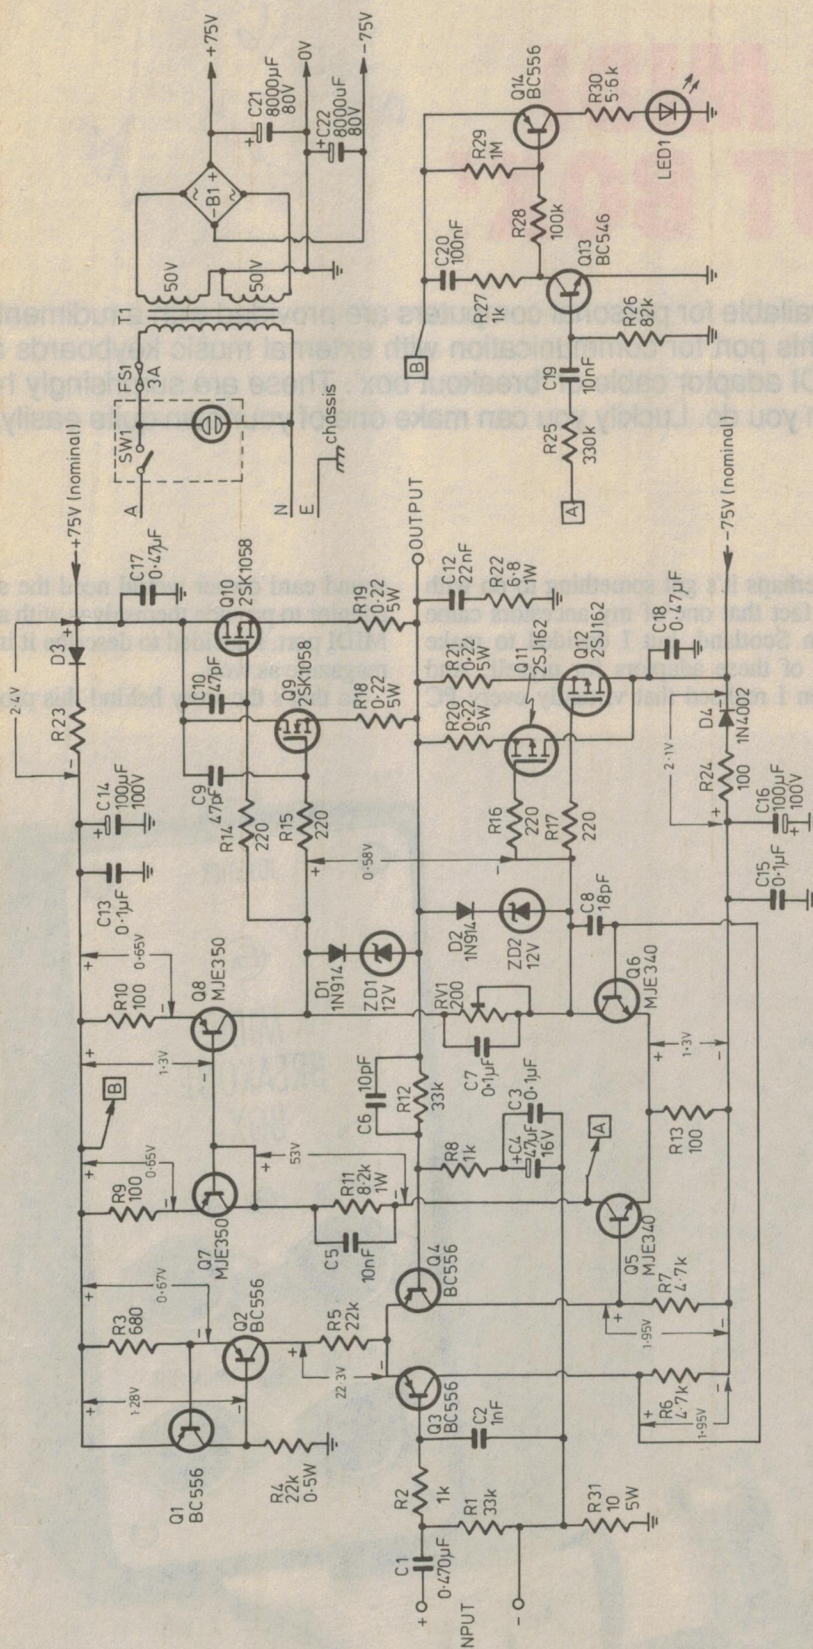 Q1
BC556
R4
22k
0·5W
1·28V
R3
680
0·67V
Q2
BC556
R5
22k
22·3V
INPUT
C1
0·470µF
R2
1k
R1
33k
R31
10
5W
C2
1nF
Q3
BC556
Q4
BC556
R6
4·7k
1·95V
R7
4·7k
1·95V
Q5
MJE340
R9
100
0·65V
Q7
MJE350
B
1·3V
C5
10nF
R11
8·2k
1W
53V
R8
1k
C4
47µF
16V
C3
0·1µF
A
R13
100
1·3V
R10
100
0·65V
Q8
MJE350
C6
10pF
R12
33k
C7
0·1µF
RV1
200
Q6
MJE340
D1
1N914
ZD1
12V
D2
1N914
ZD2
12V
C8
18pF
C13
0·1µF
C14
100µF
100V
C15
0·1µF
C16
100µF
100V
R23
D3
2·1V
R24
100
D4
1N4002
2·1V
R14
220
R15
220
0·58V
R16
220
R17
220
C9
47pF
C10
47pF
Q9
2SK1058
Q10
2SK1058
R18
0·22
5W
R19
0·22
5W
R20
0·22
5W
R21
0·22
5W
Q11
2SJ162
Q12
2SJ162
C17
0·47µF
C18
0·47µF
C12
22nF
R22
6·8
1W
OUTPUT
+75V (nominal)
−75V (nominal)
A
N
E
chassis
SW1
FS1
3A
T1
50V
50V
B1
C21
8000µF
80V
C22
8000uF
80V
+75V
0V
−75V
A
R25
330k
C19
10nF
R26
82k
B
C20
100nF
R27
1k
Q13
BC546
R28
100k
R29
1M
Q14
BC556
R30
5·6k
LED1